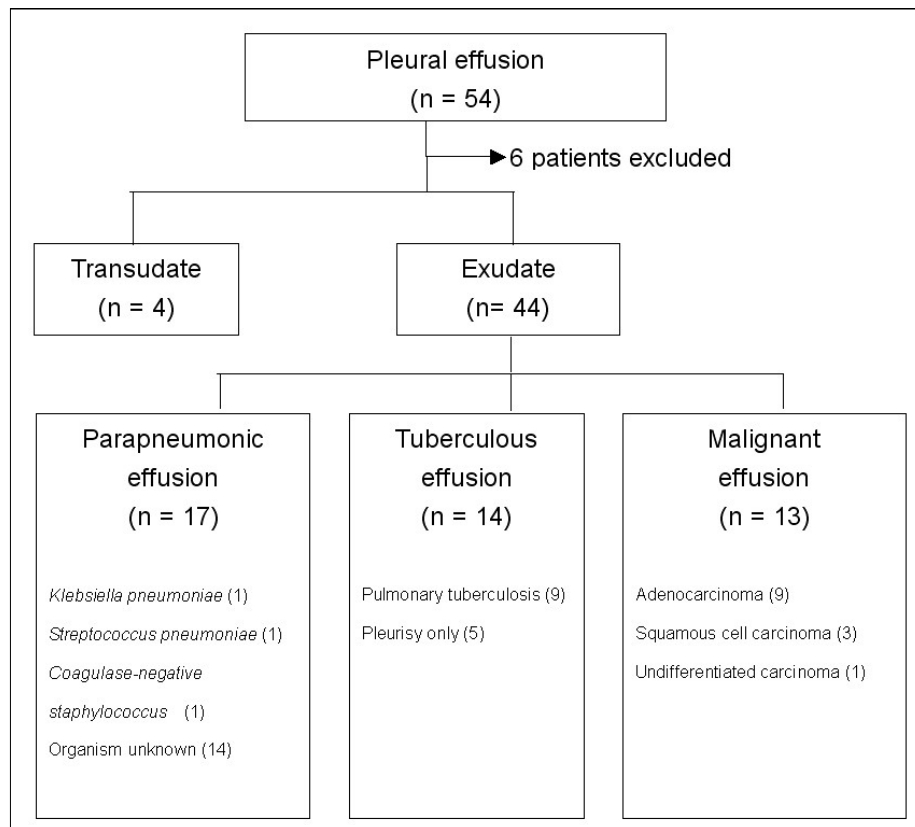 Pleural effusion
(n = 54)
6 patients excluded
Transudate
(n = 4)
Exudate
(n= 44)
Parapneumonic
effusion
(n = 17)
Klebsiella pneumoniae (1)
Streptococcus pneumoniae (1)
Coagulase-negative
staphylococcus (1)
Organism unknown (14)
Tuberculous
effusion
(n = 14)
Pulmonary tuberculosis (9)
Pleurisy only (5)
Malignant
effusion
(n = 13)
Adenocarcinoma (9)
Squamous cell carcinoma (3)
Undifferentiated carcinoma (1)